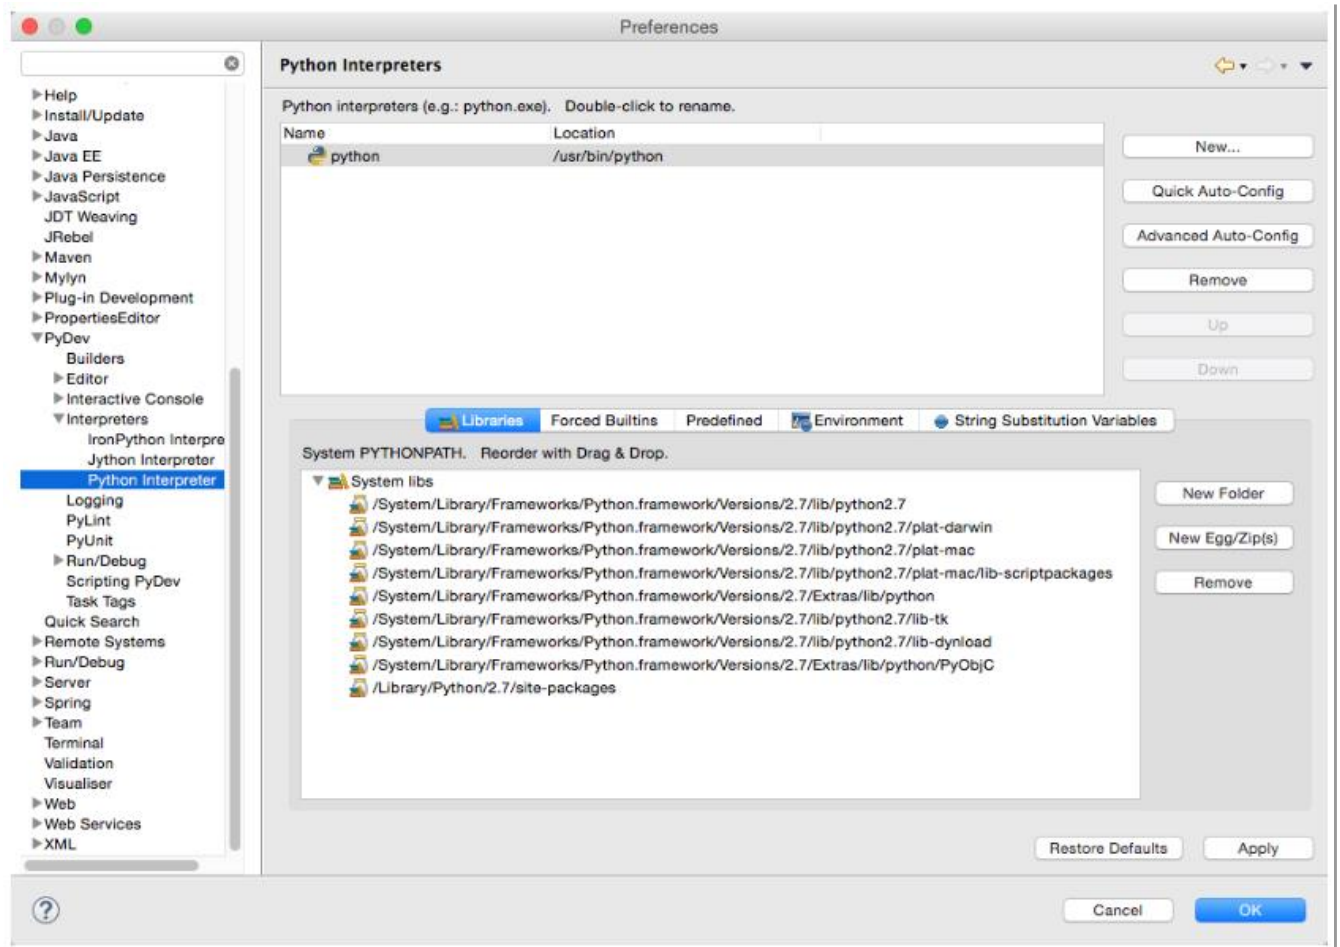 Preferences
Python Interpreters
Help
Install/Update
Java
Java EE
Java Persistence
JavaScript
JDT Weaving
JRebel
Maven
Mylyn
Plug-in Development
PropertiesEditor
PyDev
Builders
Editor
Interactive Console
Interpreters
IronPython Interpre
Jython Interpreter
Python Interpreter
Logging
PyLint
PyUnit
Run/Debug
Scripting PyDev
Task Tags
Quick Search
Remote Systems
Run/Debug
Server
Spring
Team
Terminal
Validation
Visualiser
Web
Web Services
XML
Python interpreters (e.g.: python.exe). Double-click to rename.
Name Location
python /usr/bin/python
New...
Quick Auto-Config
Advanced Auto-Config
Remove
Up
Down
Libraries Forced Builtins Predefined Environment String Substitution Variables
System PYTHONPATH. Reorder with Drag & Drop.
System libs
/System/Library/Frameworks/Python.framework/Versions/2.7/lib/python2.7
/System/Library/Frameworks/Python.framework/Versions/2.7/lib/python2.7/plat-darwin
/System/Library/Frameworks/Python.framework/Versions/2.7/lib/python2.7/plat-mac
/System/Library/Frameworks/Python.framework/Versions/2.7/lib/python2.7/plat-mac/lib-scriptpackages
/System/Library/Frameworks/Python.framework/Versions/2.7/Extras/lib/python
/System/Library/Frameworks/Python.framework/Versions/2.7/lib/python2.7/lib-tk
/System/Library/Frameworks/Python.framework/Versions/2.7/lib/python2.7/lib-dynload
/System/Library/Frameworks/Python.framework/Versions/2.7/Extras/lib/python/PyObjC
/Library/Python/2.7/site-packages
New Folder
New Egg/Zip(s)
Remove
Restore Defaults Apply
? Cancel OK